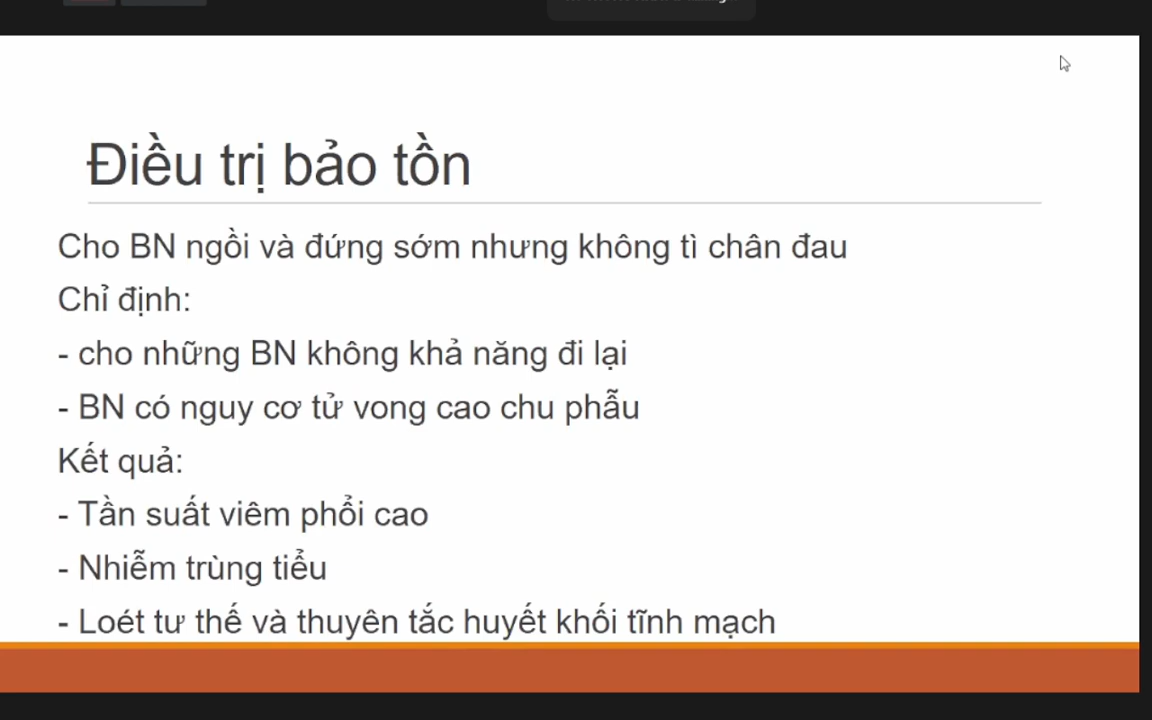 Điều trị bảo tồn
Cho BN ngồi và đứng sớm nhưng không tì chân đau
Chỉ định:
- cho những BN không khả năng đi lại
- BN có nguy cơ tử vong cao chu phẫu
Kết quả:
- Tần suất viêm phổi cao
- Nhiễm trùng tiểu
- Loét tư thế và thuyên tắc huyết khối tĩnh mạch